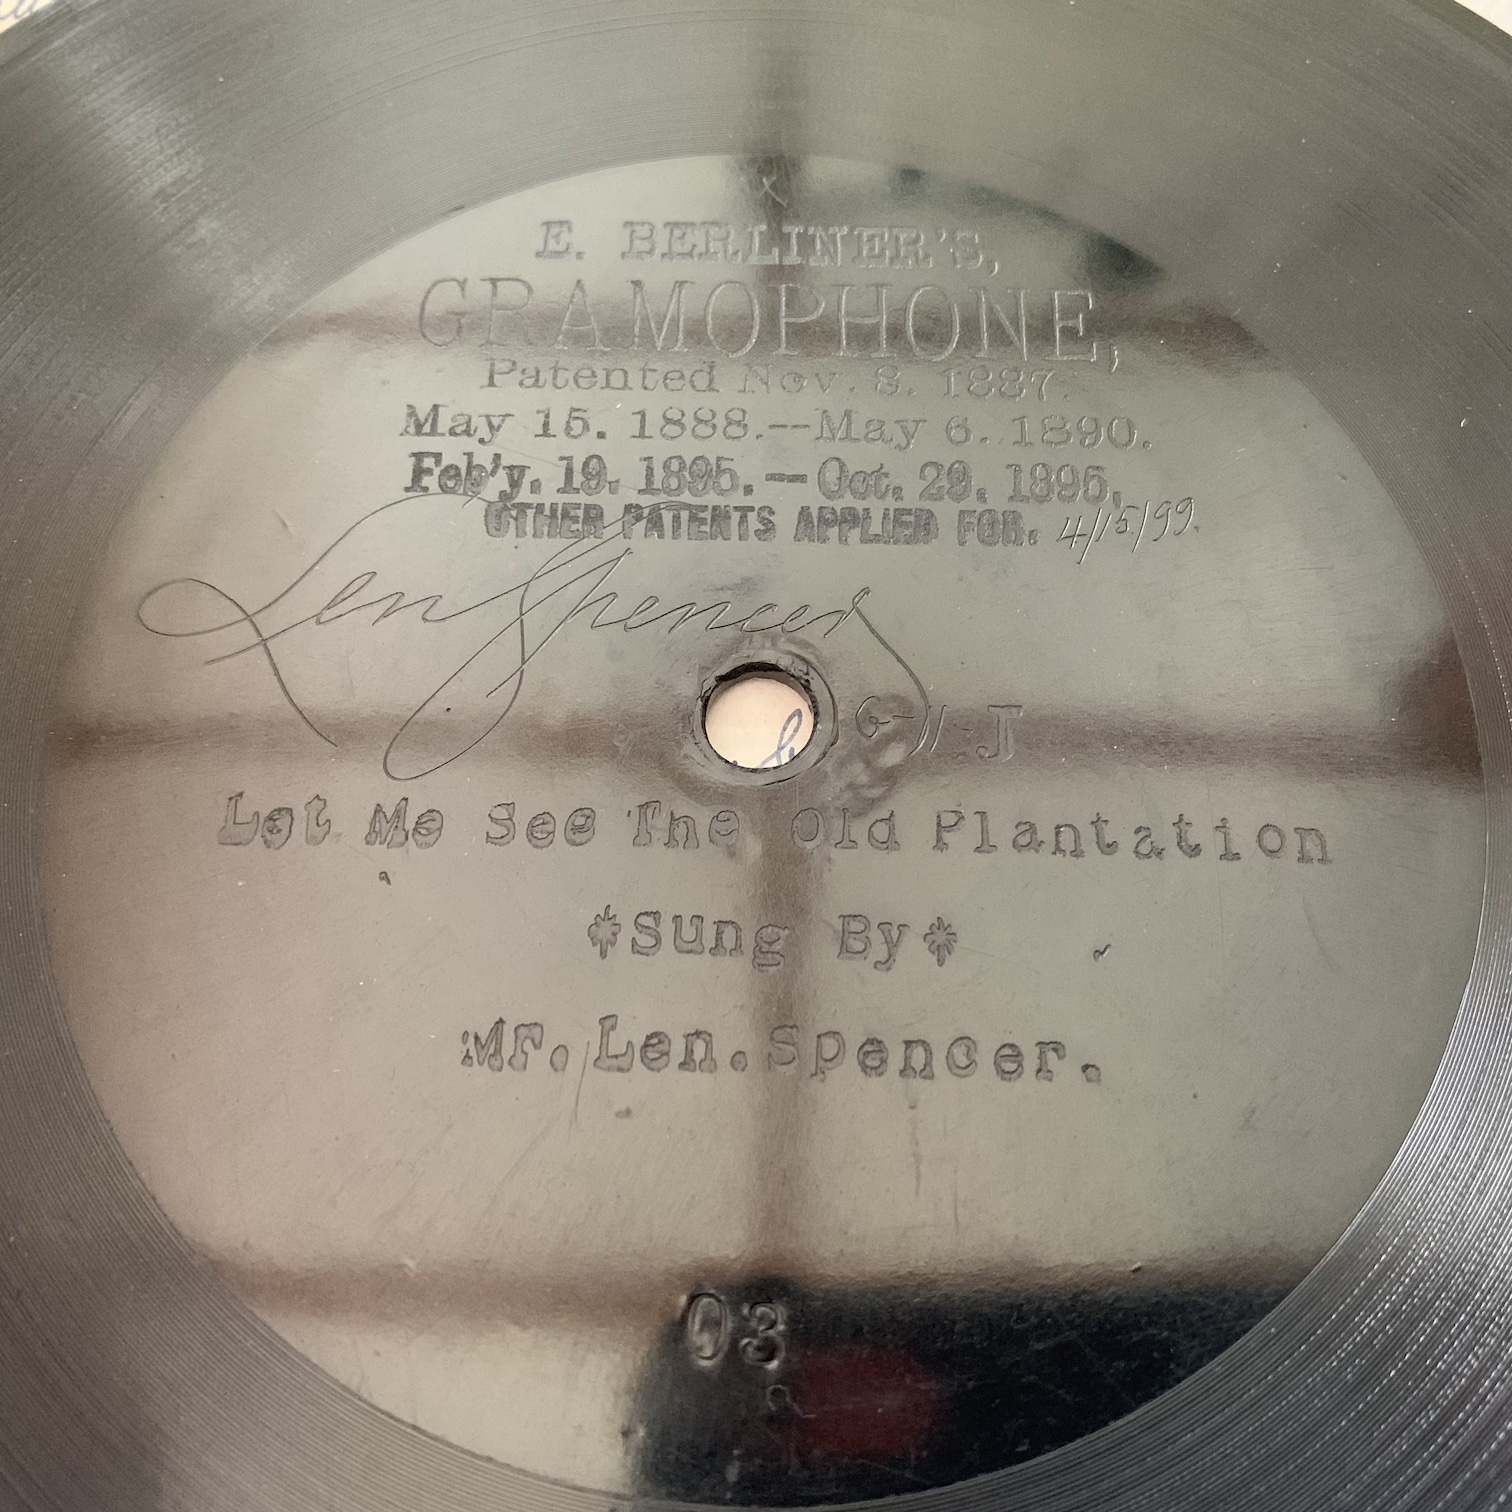 E. BERLINER'S,
GRAMOPHONE,
Patented Nov. 8. 1887.
May 15. 1888.--May 6. 1890.
Feb'y. 19. 1895.—Oct. 29. 1895.
OTHER PATENTS APPLIED FOR. 4/15/99.
Len Spencer
G-11 J
Let Me See The Old Plantation
*Sung By*
Mr. Len. Spencer.
03